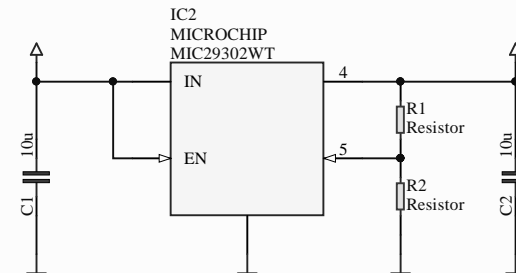 IC2
MICROCHIP
MIC29302WT
IN
4
EN
5
R1
Resistor
R2
Resistor
10u
C1
10u
C2